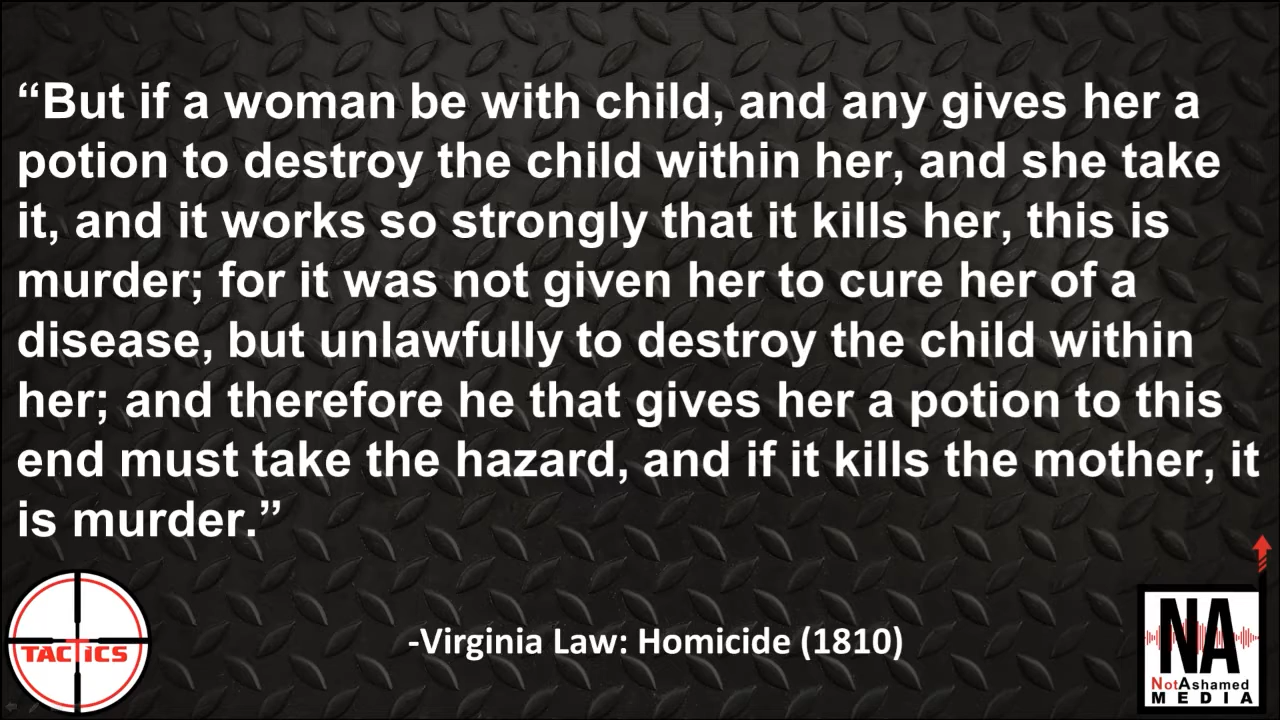 “But if a woman be with child, and any gives her a
potion to destroy the child within her, and she take
it, and it works so strongly that it kills her, this is
murder; for it was not given her to cure her of a
disease, but unlawfully to destroy the child within
her; and therefore he that gives her a potion to this
end must take the hazard, and if it kills the mother, it
is murder.”
-Virginia Law: Homicide (1810)
TACTICS
NA
NotAshamed
MEDIA